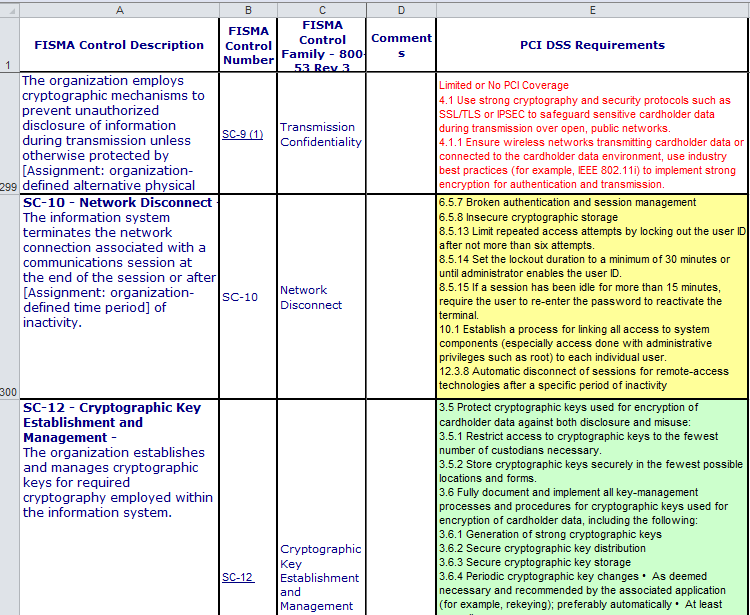 A B C D E
1
FISMA Control Description
FISMA
Control
Number
FISMA
Control
Family - 800-
53 Rev 3
Comment
s
PCI DSS Requirements
299
The organization employs
cryptographic mechanisms to
prevent unauthorized
disclosure of information
during transmission unless
otherwise protected by
[Assignment: organization-
defined alternative physical
SC-9 (1)
Transmission
Confidentiality
Limited or No PCI Coverage
4.1 Use strong cryptography and security protocols such as
SSL/TLS or IPSEC to safeguard sensitive cardholder data
during transmission over open, public networks.
4.1.1 Ensure wireless networks transmitting cardholder data or
connected to the cardholder data environment, use industry
best practices (for example, IEEE 802.11i) to implement strong
encryption for authentication and transmission.
300
SC-10 - Network Disconnect -
The information system
terminates the network
connection associated with a
communications session at
the end of the session or after
[Assignment: organization-
defined time period] of
inactivity.
SC-10
Network
Disconnect
6.5.7 Broken authentication and session management
6.5.8 Insecure cryptographic storage
8.5.13 Limit repeated access attempts by locking out the user ID
after not more than six attempts.
8.5.14 Set the lockout duration to a minimum of 30 minutes or
until administrator enables the user ID.
8.5.15 If a session has been idle for more than 15 minutes,
require the user to re-enter the password to reactivate the
terminal.
10.1 Establish a process for linking all access to system
components (especially access done with administrative
privileges such as root) to each individual user.
12.3.8 Automatic disconnect of sessions for remote-access
technologies after a specific period of inactivity
SC-12 - Cryptographic Key
Establishment and
Management -
The organization establishes
and manages cryptographic
keys for required
cryptography employed within
the information system.
SC-12
Cryptographic
Key
Establishment
and
Management
3.5 Protect cryptographic keys used for encryption of
cardholder data against both disclosure and misuse:
3.5.1 Restrict access to cryptographic keys to the fewest
number of custodians necessary.
3.5.2 Store cryptographic keys securely in the fewest possible
locations and forms.
3.6 Fully document and implement all key-management
processes and procedures for cryptographic keys used for
encryption of cardholder data, including the following:
3.6.1 Generation of strong cryptographic keys
3.6.2 Secure cryptographic key distribution
3.6.3 Secure cryptographic key storage
3.6.4 Periodic cryptographic key changes • As deemed
necessary and recommended by the associated application
(for example, rekeying); preferably automatically • At least